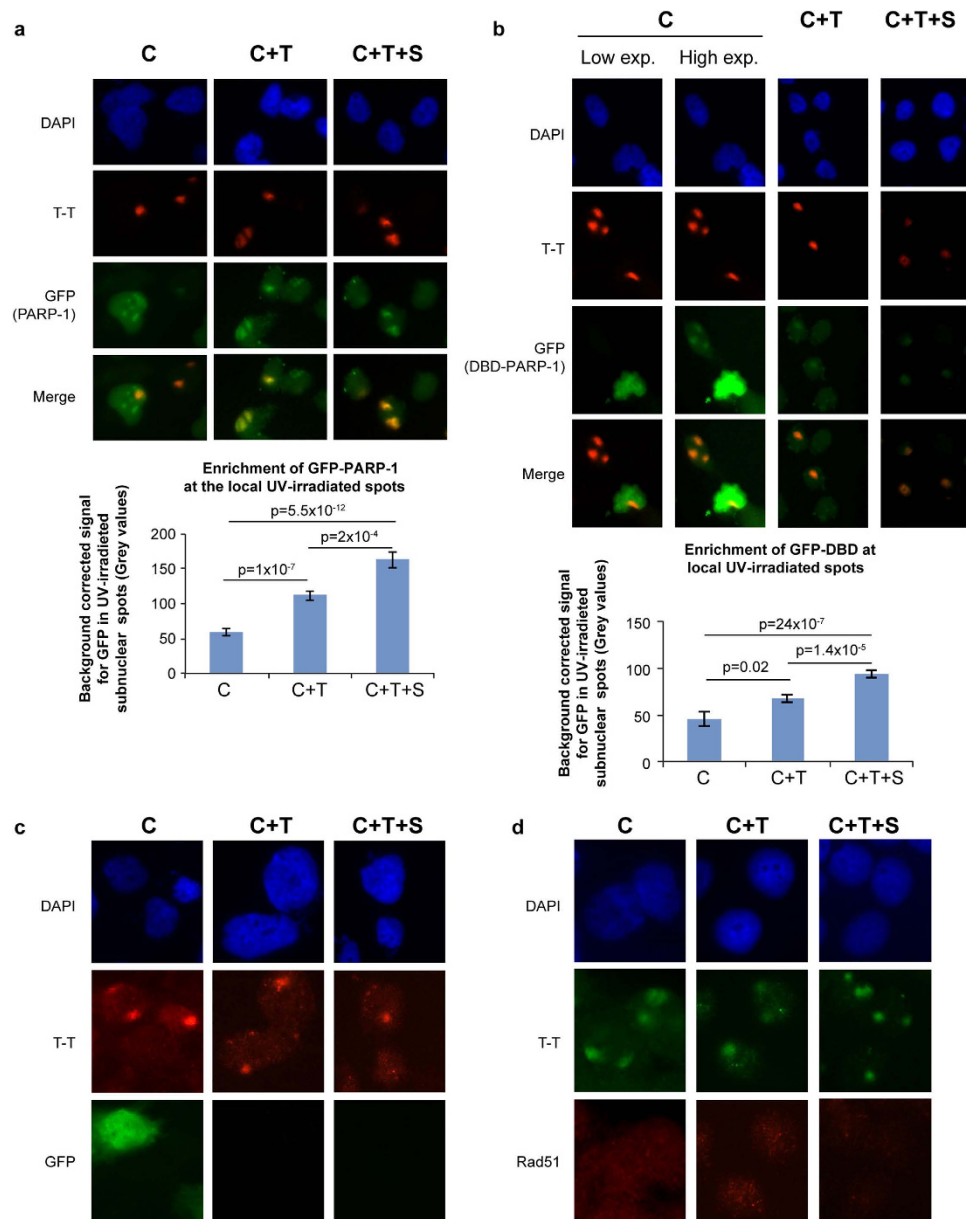 a
C C+T C+T+S
DAPI
T-T
GFP
(PARP-1)
Merge
Enrichment of GFP-PARP-1
at the local UV-irradiated spots
Background corrected signal
for GFP in UV-irradieted
subnuclear spots (Grey values)
p=5.5x10-12
p=2x10-4
p=1x10-7
200
150
100
50
0
C C+T C+T+S
b
C C+T C+T+S
Low exp. High exp.
DAPI
T-T
GFP
(DBD-PARP-1)
Merge
Enrichment of GFP-DBD at
local UV-irradiated spots
Background corrected signal
for GFP in UV-irradieted
subnuclear spots (Grey values)
p=24x10-7
p=1.4x10-5
p=0.02
150
100
50
0
C C+T C+T+S
c
C C+T C+T+S
DAPI
T-T
GFP
d
C C+T C+T+S
DAPI
T-T
Rad51